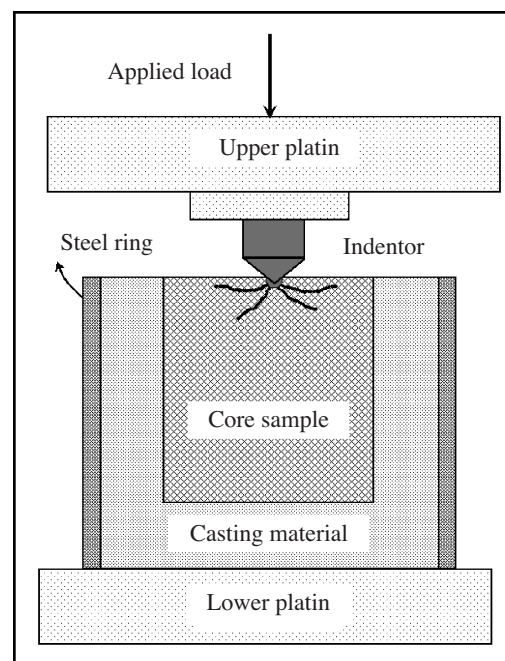 Applied load
Upper platin
Steel ring
Indentor
Core sample
Casting material
Lower platin